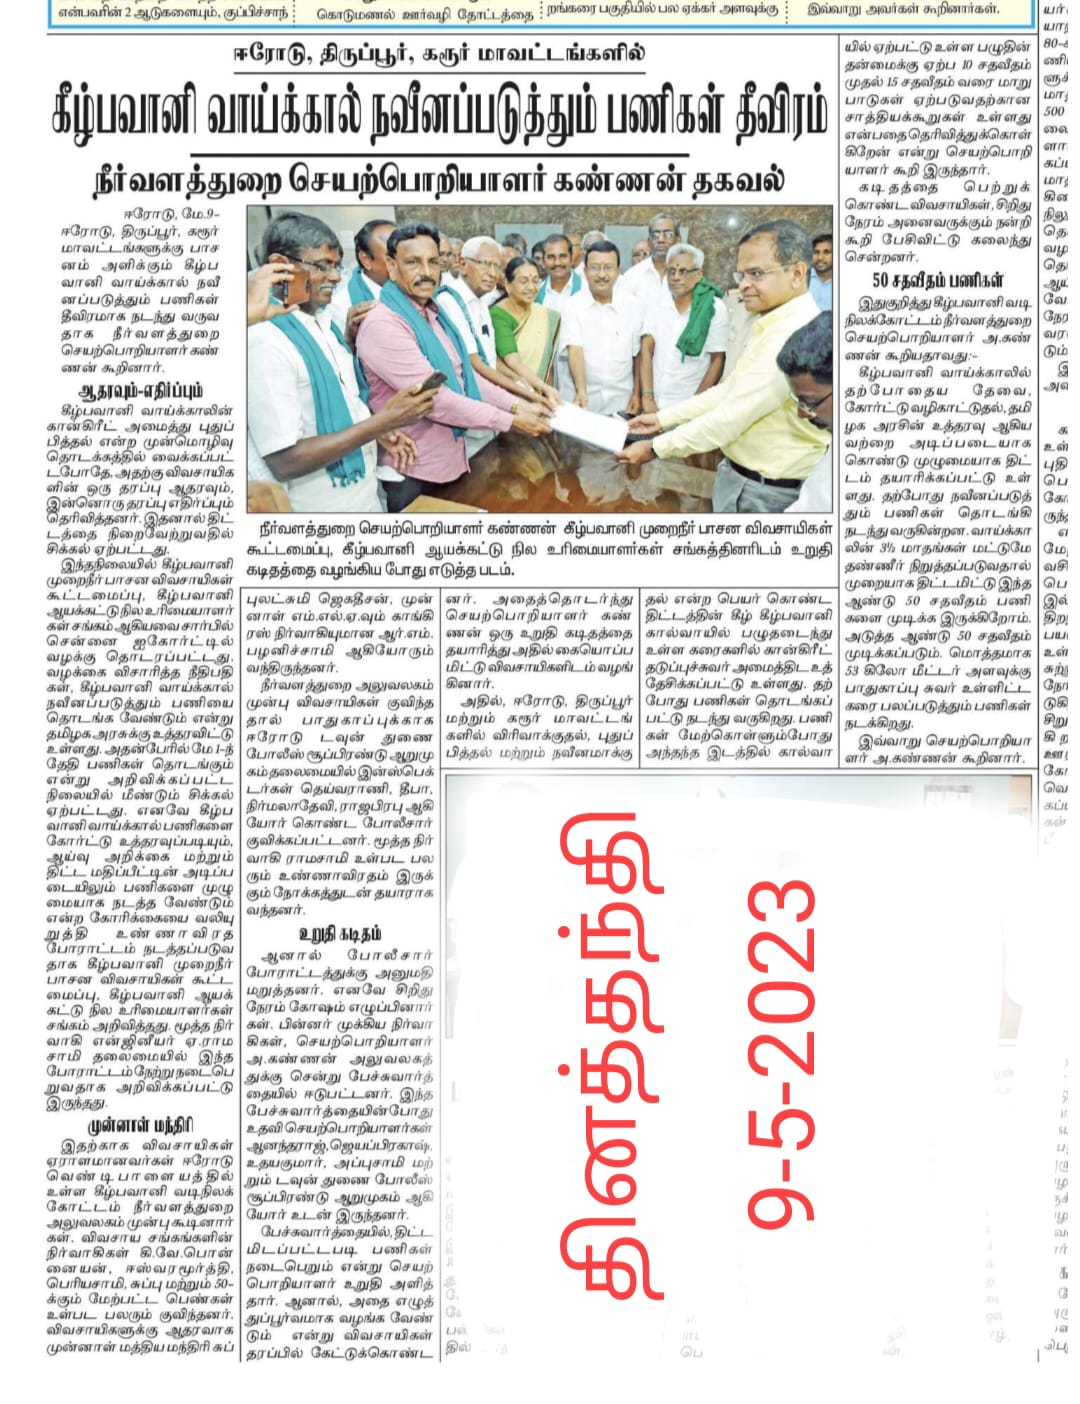 என்பவரின் 2 ஆடுகளையும், குப்பிச்சாந்
கொடுமணல் ஊர்வழி தோட்டத்தை
றங்கரை பகுதியில் பல ஏக்கர் அளவுக்கு
இவ்வாறு அவர்கள் கூறினார்கள்.
ஈரோடு, திருப்பூர், கரூர் மாவட்டங்களில்
கீழ்பவானி வாய்க்கால் நவீனப்படுத்தும் பணிகள் தீவிரம்
நீர்வளத்துறை செயற்பொறியாளர் கண்ணன் தகவல்
ஈரோடு, மே.9-
ஈரோடு, திருப்பூர், கரூர்
மாவட்டங்களுக்கு பாச
னம் அளிக்கும் கீழ்ப
வானி வாய்க்கால் நவீ
னப்படுத்தும் பணிகள்
தீவிரமாக நடந்து வருவ
தாக நீர்வளத்துறை
செயற்பொறியாளர் கண்
ணன் கூறினார்.
ஆதரவும்-எதிர்ப்பும்
கீழ்பவானி வாய்க்காலின்
கான்கிரீட் அமைத்து புதுப்
பித்தல் என்ற முன்மொழிவு
தொடக்கத்தில் வைக்கப்பட்
டபோதே, அதற்கு விவசாயிக
ளின் ஒரு தரப்பு ஆதரவும்,
இன்னொரு தரப்பு எதிர்ப்பும்
தெரிவித்தனர். இதனால் திட்
டத்தை நிறைவேற்றுவதில்
சிக்கல் ஏற்பட்டது.
இந்தநிலையில் கீழ்பவானி
முறைநீர் பாசன விவசாயிகள்
கூட்டமைப்பு, கீழ்பவானி
ஆயக்கட்டு நில உரிமையாளர்
கள் சங்கம் ஆகியவை சார்பில்
சென்னை ஐகோர்ட்டில்
வழக்கு தொடரப்பட்டது.
வழக்கை விசாரித்த நீதிபதி
கள், கீழ்பவானி வாய்க்கால்
நவீனப்படுத்தும் பணியை
தொடங்க வேண்டும் என்று
தமிழக அரசுக்கு உத்தரவிட்டு
உள்ளது. அதன்பேரில் மே 1-ந்
தேதி பணிகள் தொடங்கும்
என்று அறிவிக்கப்பட்ட
நிலையில் மீண்டும் சிக்கல்
ஏற்பட்டது. எனவே கீழ்ப
வானி வாய்க்கால் பணிகளை
கோர்ட்டு உத்தரவுப்படியும்,
ஆய்வு அறிக்கை மற்றும்
திட்ட மதிப்பீட்டின் அடிப்ப
டையிலும் பணிகளை முழு
மையாக நடத்த வேண்டும்
என்ற கோரிக்கையை வலியு
றுத்தி உண்ணாவிரத
போராட்டம் நடத்தப்படுவ
தாக கீழ்பவானி முறைநீர்
பாசன விவசாயிகள் கூட்ட
மைப்பு, கீழ்பவானி ஆயக்
கட்டு நில உரிமையாளர்கள்
சங்கம் அறிவித்தது. மூத்த நிர்
வாகி என்ஜினீயர் ஏ.ராம
சாமி தலைமையில் இந்த
போராட்டம் நேற்று நடைபெ
றுவதாக அறிவிக்கப்பட்டு
இருந்தது.
முன்னாள் மந்திரி
இதற்காக விவசாயிகள்
ஏராளமானவர்கள் ஈரோடு
வெண்டிபாளையத்தில்
உள்ள கீழ்பவானி வடிநிலக்
கோட்டம் நீர்வளத்துறை
அலுவலகம் முன்பு கூடினார்
கள். விவசாய சங்கங்களின்
நிர்வாகிகள் கி.வே.பொன்
னையன், ஈஸ்வரமூர்த்தி,
பெரியசாமி, சுப்பு மற்றும் 50-
க்கும் மேற்பட்ட பெண்கள்
உள்பட பலரும் குவிந்தனர்.
விவசாயிகளுக்கு ஆதரவாக
முன்னாள் மத்திய மந்திரி சுப்
நீர்வளத்துறை செயற்பொறியாளர் கண்ணன் கீழ்பவானி முறைநீர் பாசன விவசாயிகள்
கூட்டமைப்பு, கீழ்பவானி ஆயக்கட்டு நில உரிமையாளர்கள் சங்கத்தினரிடம் உறுதி
கடிதத்தை வழங்கிய போது எடுத்த படம்.
புலட்சுமி ஜெகதீசன், முன்
னாள் எம்.எல்.ஏ.வும் காங்கி
ரஸ் நிர்வாகியுமான ஆர்.எம்.
பழனிச்சாமி ஆகியோரும்
வந்திருந்தனர்.
நீர்வளத்துறை அலுவலகம்
முன்பு விவசாயிகள் குவிந்த
தால் பாதுகாப்புக்காக
ஈரோடு டவுன் துணை
போலீஸ் சூப்பிரண்டு ஆறுமு
கம் தலைமையில் இன்ஸ்பெக்
டர்கள் தெய்வராணி, தீபா,
நிர்மலாதேவி, ராஜபிரபு ஆகி
யோர் கொண்ட போலீசார்
குவிக்கப்பட்டனர். மூத்த நிர்
வாகி ராமசாமி உள்பட பல
ரும் உண்ணாவிரதம் இருக்
கும் நோக்கத்துடன் தயாராக
வந்தனர்.
உறுதி கடிதம்
ஆனால் போலீசார்
போராட்டத்துக்கு அனுமதி
மறுத்தனர். எனவே சிறிது
நேரம் கோஷம் எழுப்பினார்
கள். பின்னர் முக்கிய நிர்வா
கிகள், செயற்பொறியாளர்
அ.கண்ணன் அலுவலகத்
துக்கு சென்று பேச்சுவார்த்
தையில் ஈடுபட்டனர். இந்த
பேச்சுவார்த்தையின்போது
உதவி செயற்பொறியாளர்கள்
ஆனந்தராஜ், ஜெயப்பிரகாஷ்,
உதயகுமார், அப்புசாமி மற்
றும் டவுன் துணை போலீஸ்
சூப்பிரண்டு ஆறுமுகம் ஆகி
யோர் உடன் இருந்தனர்.
பேச்சுவார்த்தையில், திட்ட
மிடப்பட்டபடி பணிகள்
நடைபெறும் என்று செயற்
பொறியாளர் உறுதி அளித்
தார். ஆனால், அதை எழுத்
துப்பூர்வமாக வழங்க வேண்
டும் என்று விவசாயிகள்
தரப்பில் கேட்டுக்கொண்ட
னர். அதைத்தொடர்ந்து
செயற்பொறியாளர் கண்
ணன் ஒரு உறுதி கடிதத்தை
தயாரித்து அதில் கையொப்ப
மிட்டு விவசாயிகளிடம் வழங்
கினார்.
அதில், ஈரோடு, திருப்பூர்
மற்றும் கரூர் மாவட்டங்
களில் விரிவாக்குதல், புதுப்
பித்தல் மற்றும் நவீனமாக்கு
தல் என்ற பெயர் கொண்ட
திட்டத்தின் கீழ் கீழ்பவானி
கால்வாயில் பழுதடைந்து
உள்ள கரைகளில் கான்கிரீட்
தடுப்புச்சுவர் அமைத்திட உத்
தேசிக்கப்பட்டு உள்ளது. தற்
போது பணிகள் தொடங்கப்
பட்டு நடந்து வருகிறது. பணி
கள் மேற்கொள்ளும்போது
அந்தந்த இடத்தில் கால்வா
யில் ஏற்பட்டு உள்ள பழுதின்
தன்மைக்கு ஏற்ப 10 சதவீதம்
முதல் 15 சதவீதம் வரை மாறு
பாடுகள் ஏற்படுவதற்கான
சாத்தியக்கூறுகள் உள்ளது
என்பதை தெரிவித்துக்கொள்
கிறேன் என்று செயற்பொறி
யாளர் கூறி இருந்தார்.
கடிதத்தை பெற்றுக்
கொண்ட விவசாயிகள், சிறிது
நேரம் அனைவருக்கும் நன்றி
கூறி பேசிவிட்டு கலைந்து
சென்றனர்.
50 சதவீதம் பணிகள்
இதுகுறித்து கீழ்பவானி வடி
நிலக்கோட்டம் நீர்வளத்துறை
செயற்பொறியாளர் அ.கண்
ணன் கூறியதாவது:-
கீழ்பவானி வாய்க்காலில்
தற்போதைய தேவை,
கோர்ட்டு வழிகாட்டுதல், தமி
ழக அரசின் உத்தரவு ஆகிய
வற்றை அடிப்படையாக
கொண்டு முழுமையாக திட்
டம் தயாரிக்கப்பட்டு உள்
ளது. தற்போது நவீனப்படுத்
தும் பணிகள் தொடங்கி
நடந்து வருகின்றன. வாய்க்கா
லின் 3½ மாதங்கள் மட்டுமே
தண்ணீர் நிறுத்தப்படுவதால்
முறையாக திட்டமிட்டு இந்த
ஆண்டு 50 சதவீதம் பணி
களை முடிக்க இருக்கிறோம்.
அடுத்த ஆண்டு 50 சதவீதம்
முடிக்கப்படும். மொத்தமாக
53 கிலோ மீட்டர் அளவுக்கு
பாதுகாப்பு சுவர் உள்ளிட்ட
கரை பலப்படுத்தும் பணிகள்
நடக்கிறது.
இவ்வாறு செயற்பொறியா
ளர் அ.கண்ணன் கூறினார்.
தினத்தந்தி
9-5-2023